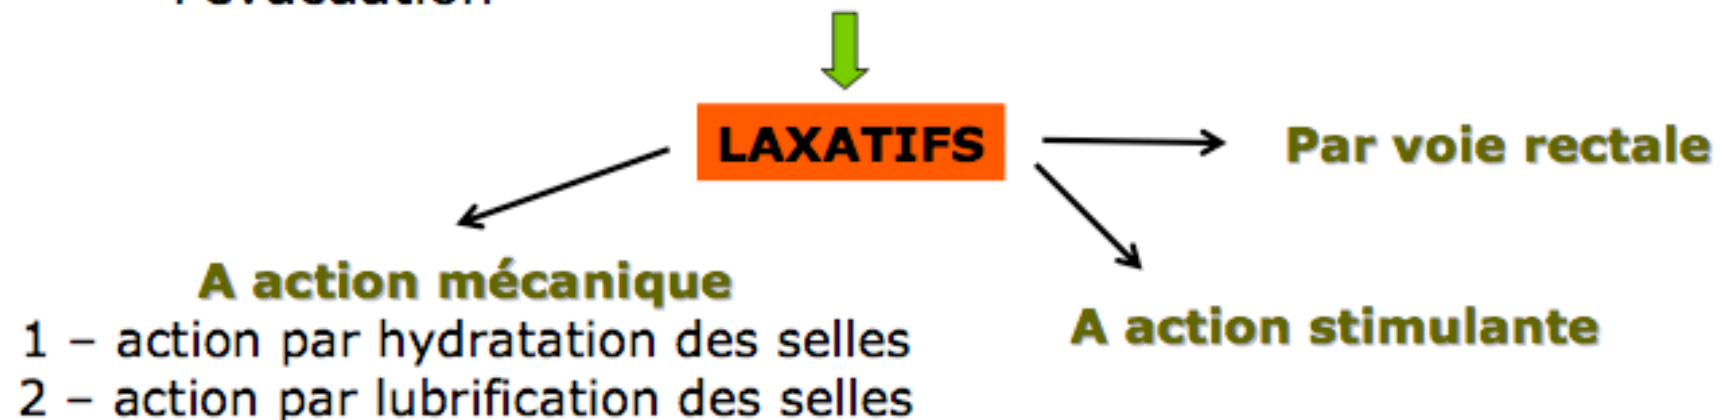 l'évacuation
LAXATIFS
Par voie rectale
A action mécanique
1 – action par hydratation des selles
2 – action par lubrification des selles
A action stimulante